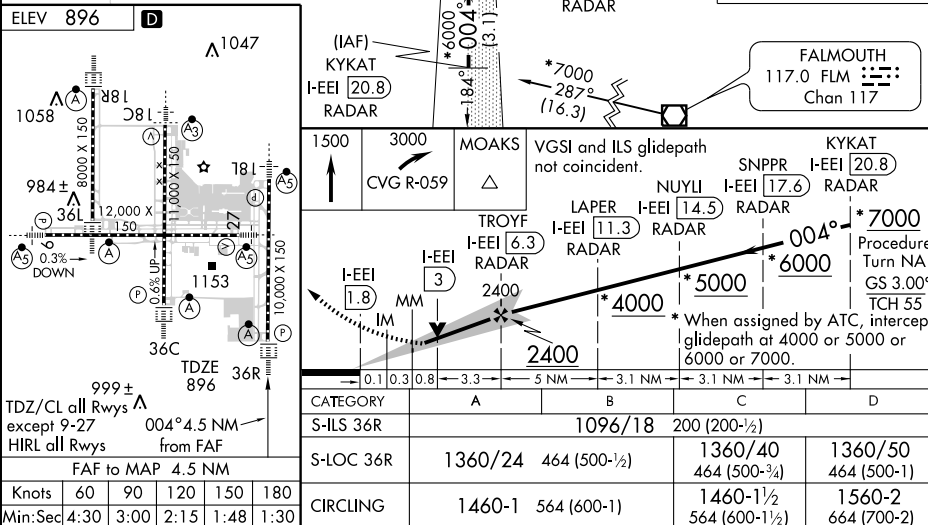 ELEV 896 D
1047
1058
18R
18C
A
A3
V
8000 X 150
11,000 X 150
984 ±
36L
12,000 X
150
18L
A5
P
27
9
A5
0.3%
DOWN
A
A5
0.6% UP
1153
10,000 X 150
P
A
A
P
36C
TDZE
896
36R
999 ±
TDZ/CL all Rwys
except 9-27
HIRL all Rwys
004° 4.5 NM
from FAF
FAF to MAP 4.5 NM
Knots 60 90 120 150 180
Min:Sec 4:30 3:00 2:15 1:48 1:30
RADAR
(IAF)
KYKAT
I-EEI 20.8
RADAR
*6000
004°
(3.1)
184°
*7000
287°
(16.3)
FALMOUTH
117.0 FLM
Chan 117
1500
3000
CVG R-059
MOAKS
VGSI and ILS glidepath
not coincident.
KYKAT
I-EEI 20.8
RADAR
SNPPR
I-EEI 17.6
RADAR
NUYLI
I-EEI 14.5
RADAR
LAPER
I-EEI 11.3
RADAR
TROYF
I-EEI 6.3
RADAR
I-EEI
3
I-EEI
1.8
MM
IM
2400
2400
*4000
*5000
*6000
004°
*7000
Procedure
Turn NA
GS 3.00°
TCH 55
* When assigned by ATC, intercep
glidepath at 4000 or 5000 or
6000 or 7000.
0.1 0.3 0.8 3.3 5 NM 3.1 NM 3.1 NM 3.1 NM
CATEGORY A B C D
S-ILS 36R 1096/18 200 (200-½)
S-LOC 36R 1360/24 464 (500-½) 1360/40 464 (500-¾) 1360/50 464 (500-1)
CIRCLING 1460-1 564 (600-1) 1460-1½ 564 (600-1½) 1560-2 664 (700-2)